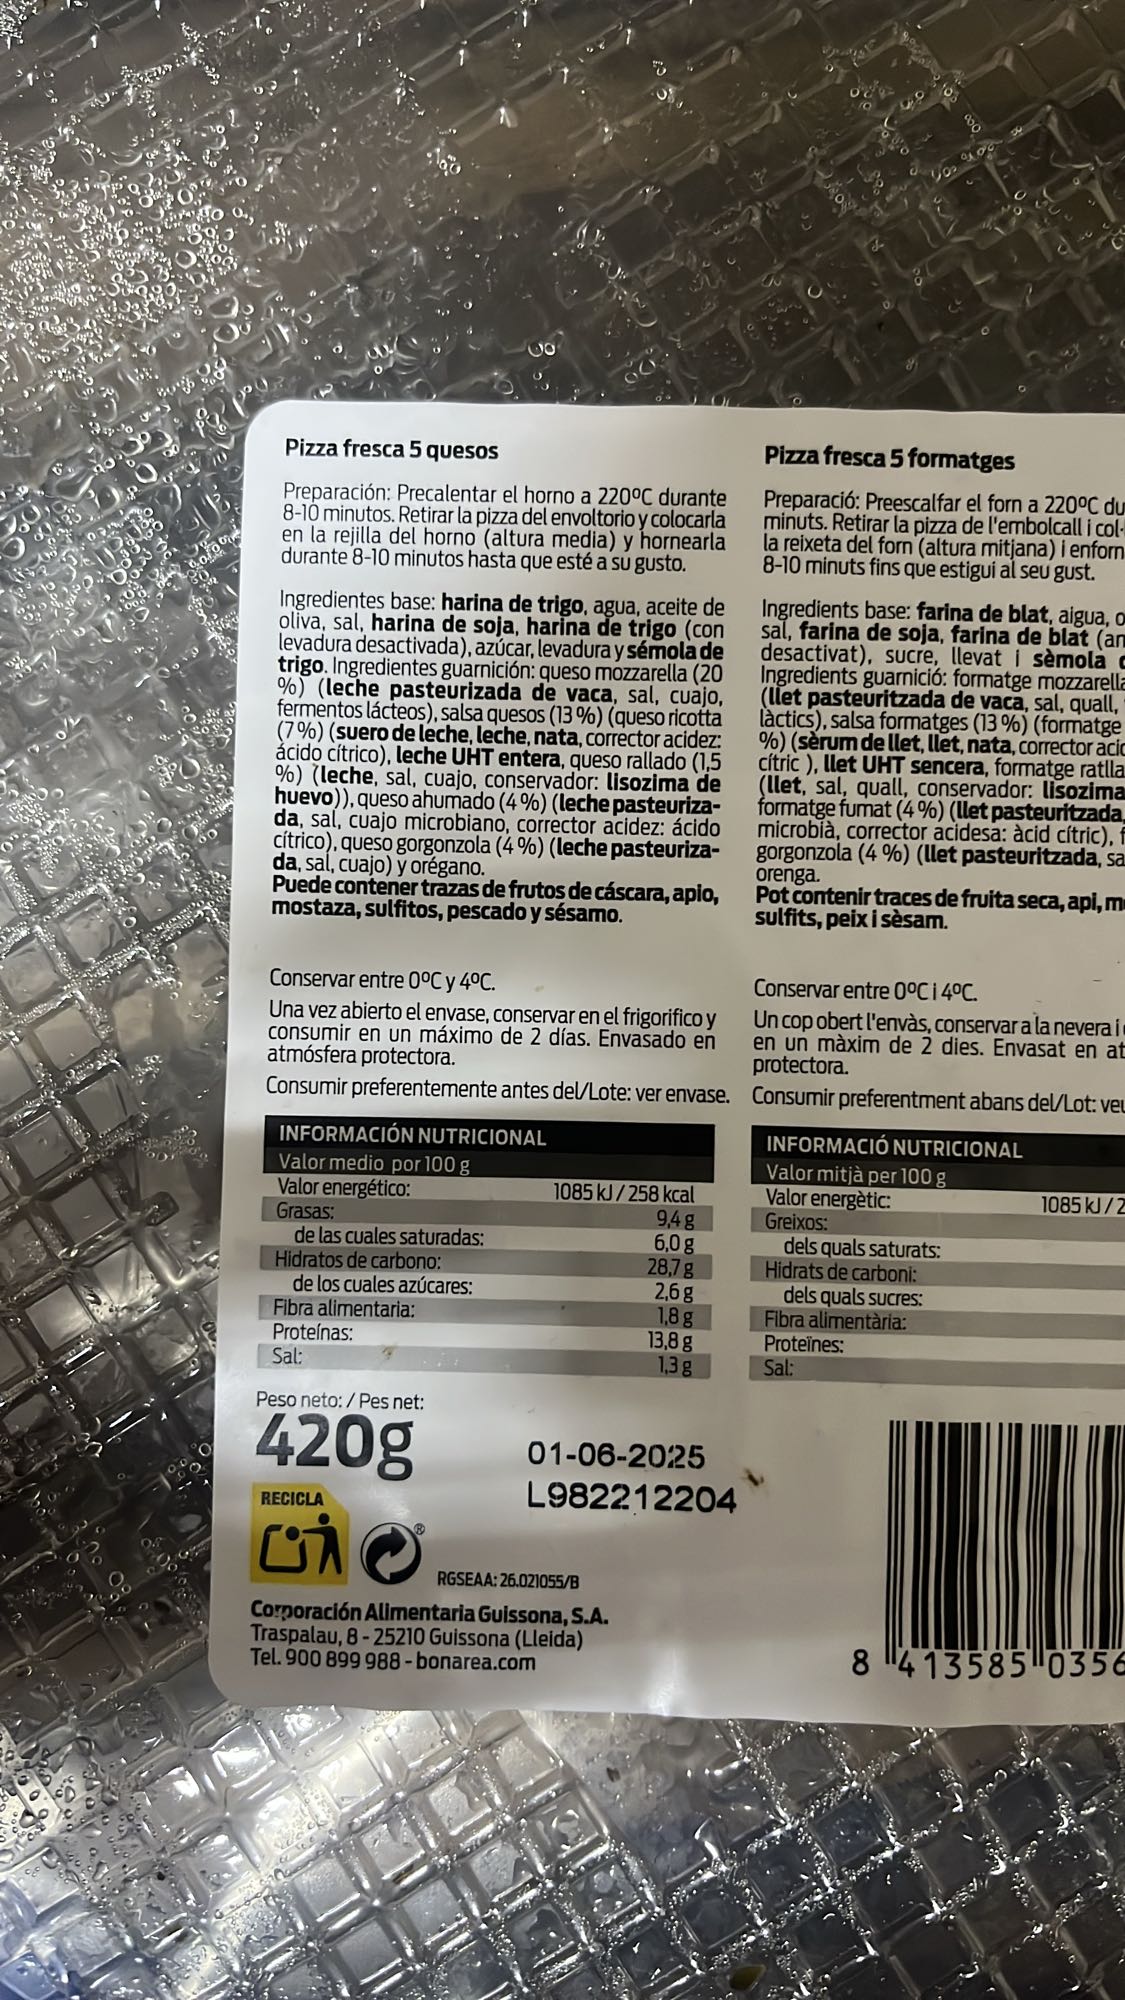 Pizza fresca 5 quesos
Preparación: Precalentar el horno a 220ºC durante
8-10 minutos. Retirar la pizza del envoltorio y colocarla
en la rejilla del horno (altura media) y hornearla
durante 8-10 minutos hasta que esté a su gusto.
Ingredientes base: harina de trigo, agua, aceite de
oliva, sal, harina de soja, harina de trigo (con
levadura desactivada), azúcar, levadura y sémola de
trigo. Ingredientes guarnición: queso mozzarella (20
%) (leche pasteurizada de vaca, sal, cuajo,
fermentos lácteos), salsa quesos (13 %) (queso ricotta
(7%) (suero de leche, leche, nata, corrector acidez:
ácido cítrico), leche UHT entera, queso rallado (1,5
%) (leche, sal, cuajo, conservador: lisozima de
huevo)), queso ahumado (4 %) (leche pasteuriza-
da, sal, cuajo microbiano, corrector acidez: ácido
cítrico), queso gorgonzola (4 %) (leche pasteuriza-
da, sal, cuajo) y orégano.
Puede contener trazas de frutos de cáscara, apio,
mostaza, sulfitos, pescado y sésamo.
Conservar entre 0ºC y 4ºC.
Una vez abierto el envase, conservar en el frigorifico y
consumir en un máximo de 2 días. Envasado en
atmósfera protectora.
Consumir preferentemente antes del/Lote: ver envase.
INFORMACIÓN NUTRICIONAL
Valor medio por 100 g
Valor energético: 1085 kJ / 258 kcal
Grasas: 9,4 g
de las cuales saturadas: 6,0 g
Hidratos de carbono: 28,7 g
de los cuales azúcares: 2,6 g
Fibra alimentaria: 1,8 g
Proteínas: 13,8 g
Sal: 1,3 g
Peso neto: / Pes net:
420g
01-06-2025
L982212204
RECICLA
RGSEAA: 26.021055/B
Corporación Alimentaria Guissona, S.A.
Traspalau, 8 - 25210 Guissona (Lleida)
Tel. 900 899 988 - bonarea.com
Pizza fresca 5 formatges
Preparació: Preescalfar el forn a 220ºC
minuts. Retirar la pizza de l'embolcall i
la reixeta del forn (altura mitjana) i
8-10 minuts fins que estigui al seu gust.
Ingredients base: farina de blat, aigua,
sal, farina de soja, farina de blat
desactivat), sucre, llevat i sèmola
Ingredients guarnició: formatge mozzarella
(llet pasteuritzada de vaca, sal, quall,
làctics), salsa formatges (13 %) (formatge
%) (sèrum de llet, llet, nata, corrector
cítric ), llet UHT sencera, formatge
(llet, sal, quall, conservador: lisozima
formatge fumat (4 %) (llet pasteuritzada,
microbià, corrector acidesa: àcid cítric),
gorgonzola (4 %) (llet pasteuritzada,
orenga.
Pot contenir traces de fruita seca, api,
sulfits, peix i sèsam.
Conservar entre 0ºC i 4ºC.
Un cop obert l'envàs, conservar a la nevera i
en un màxim de 2 dies. Envasat en
protectora.
Consumir preferentment abans del/Lot:
INFORMACIÓ NUTRICIONAL
Valor mitjà per 100 g
Valor energètic: 1085 kJ /
Greixos:
dels quals saturats:
Hidrats de carboni:
dels quals sucres:
Fibra alimentària:
Proteïnes:
Sal:
8 413585 0356